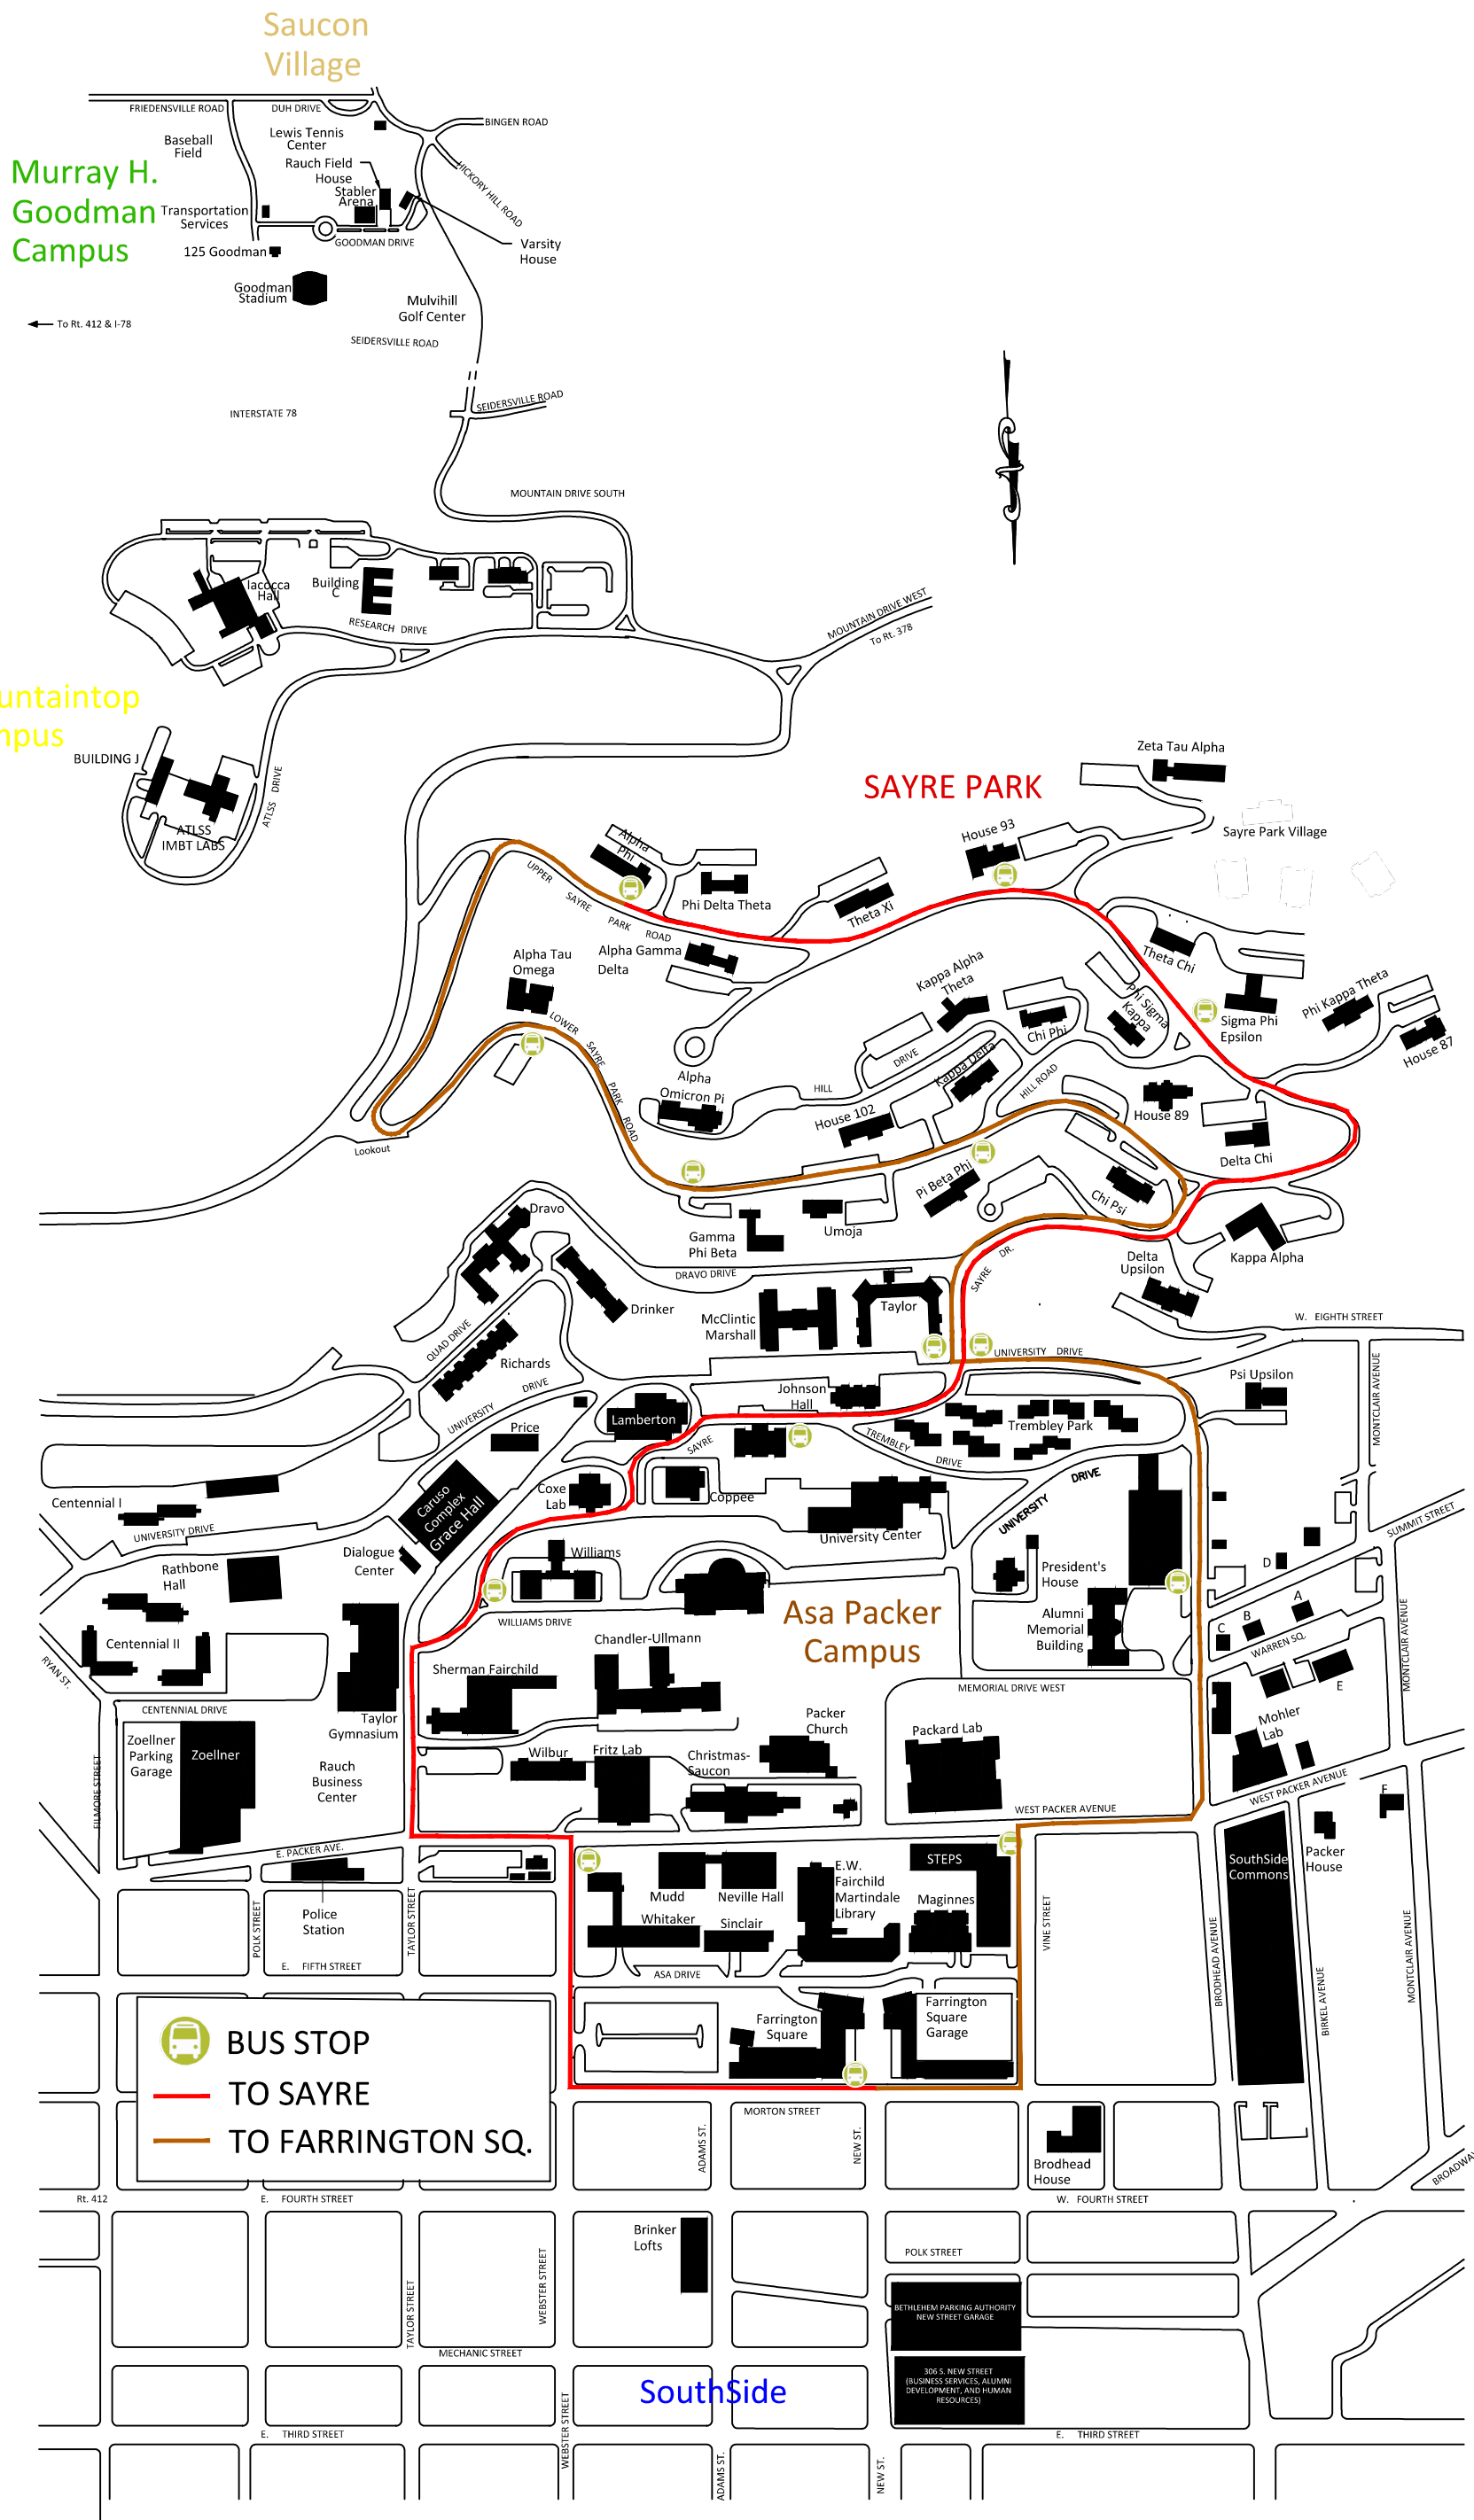 Saucon
Village
FRIEDENSVILLE ROAD
DUH DRIVE
BINGEN ROAD
Baseball
Field
Lewis Tennis
Center
Rauch Field
House
HICKORY HILL ROAD
Murray H.
Goodman
Campus
Stabler
Arena
Transportation
Services
GOODMAN DRIVE
125 Goodman
Varsity
House
Goodman
Stadium
Mulvihill
Golf Center
To Rt. 412 & I-78
SEIDERSVILLE ROAD
INTERSTATE 78
SEIDERSVILLE ROAD
MOUNTAIN DRIVE SOUTH
Iacocca
Hall
Building
C
RESEARCH DRIVE
MOUNTAIN DRIVE WEST
To Rt. 378
untaintop
mpus
BUILDING J
ATLSS DRIVE
ATLSS
IMBT LABS
Zeta Tau Alpha
SAYRE PARK
House 93
Sayre Park Village
Alpha
Phi
UPPER SAYRE PARK ROAD
Phi Delta Theta
Theta Xi
Alpha Gamma
Delta
Alpha Tau
Omega
Theta Chi
Kappa Alpha
Theta
Phi Sigma
Kappa
Chi Phi
Sigma Phi
Epsilon
Phi Kappa Theta
House 87
LOWER SAYRE PARK ROAD
Alpha
Omicron Pi
HILL DRIVE
Kappa Delta
HILL ROAD
House 102
House 89
Lookout
Delta Chi
Pi Beta Phi
Chi Psi
Dravo
Gamma
Phi Beta
Umoja
Kappa Alpha
Delta
Upsilon
SAYRE DR.
DRAVO DRIVE
Drinker
McClintic
Marshall
Taylor
W. EIGHTH STREET
QUAD DRIVE
Richards
UNIVERSITY DRIVE
Psi Upsilon
MONTCLAIR AVENUE
UNIVERSITY DRIVE
Johnson
Hall
Lamberton
Price
Trembley Park
SAYRE
TREMBLEY DRIVE
Centennial I
Caruso
Complex
Grace Hall
Coxe
Lab
Coppee
UNIVERSITY DRIVE
University Center
UNIVERSITY DRIVE
SUMMIT STREET
Dialogue
Center
Williams
Rathbone
Hall
President's
House
D
A
B
C
WARREN SQ.
Asa Packer
Campus
Alumni
Memorial
Building
WILLIAMS DRIVE
Centennial II
RYAN ST.
Chandler-Ullmann
Sherman Fairchild
MONTCLAIR AVENUE
E
MEMORIAL DRIVE WEST
CENTENNIAL DRIVE
Taylor
Gymnasium
Packer
Church
Packard Lab
Mohler
Lab
Zoellner
Parking
Garage
Zoellner
Rauch
Business
Center
Wilbur
Fritz Lab
Christmas-
Saucon
FILMORE STREET
WEST PACKER AVENUE
WEST PACKER AVENUE
F
E. PACKER AVE.
STEPS
SouthSide
Commons
Packer
House
Mudd
Neville Hall
E.W.
Fairchild
Martindale
Library
Maginnes
Police
Station
POLK STREET
TAYLOR STREET
Whitaker
Sinclair
VINE STREET
BRODHEAD AVENUE
MONTCLAIR AVENUE
BIRKEL AVENUE
E. FIFTH STREET
ASA DRIVE
Farrington
Square
Farrington
Square
Garage
BUS STOP
TO SAYRE
TO FARRINGTON SQ.
MORTON STREET
ADAMS ST.
NEW ST.
Brodhead
House
BROADWAY
Rt. 412
E. FOURTH STREET
W. FOURTH STREET
Brinker
Lofts
POLK STREET
TAYLOR STREET
WEBSTER STREET
BETHLEHEM PARKING AUTHORITY
NEW STREET GARAGE
MECHANIC STREET
306 S. NEW STREET
(BUSINESS SERVICES, ALUMNI
DEVELOPMENT, AND HUMAN
RESOURCES)
SouthSide
WEBSTER STREET
E. THIRD STREET
E. THIRD STREET
ADAMS ST.
NEW ST.